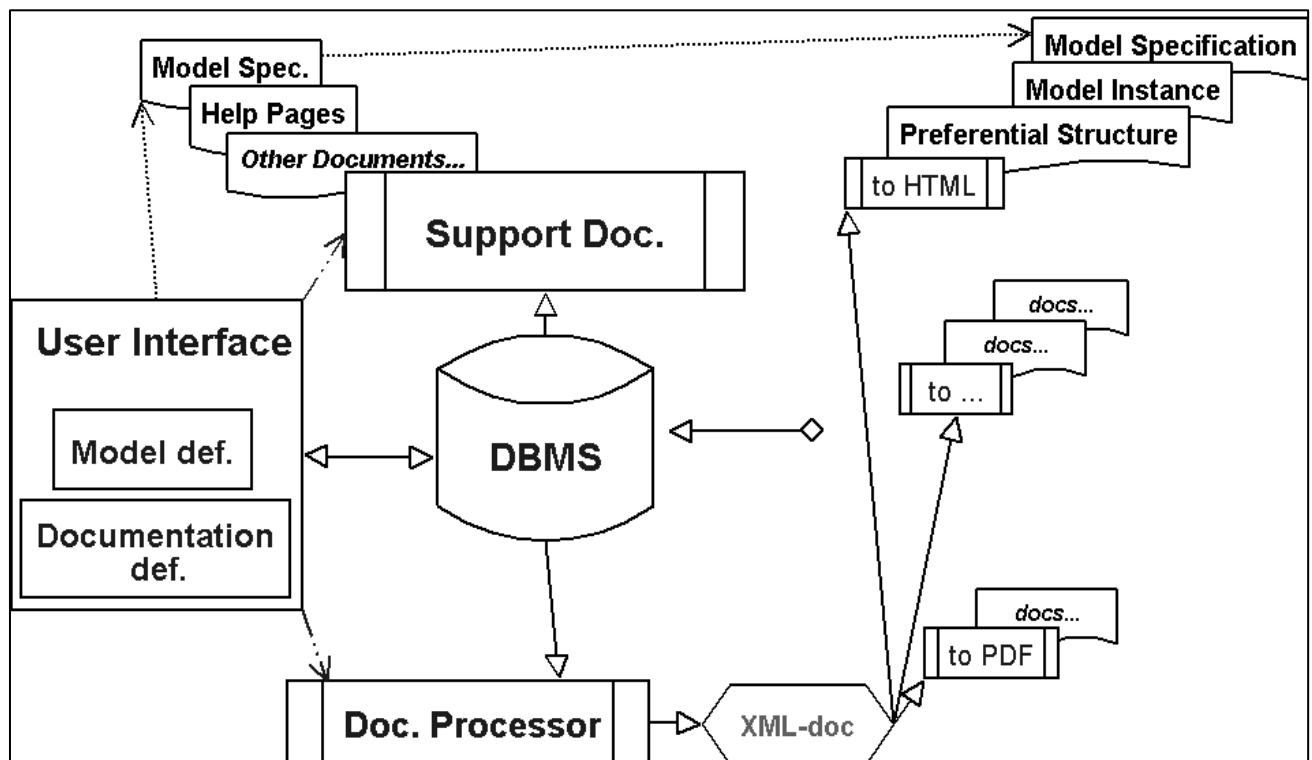 Model Spec.
Help Pages
Other Documents...
Support Doc.
Model Specification
Model Instance
Preferential Structure
to HTML
User Interface
Model def.
Documentation
def.
DBMS
docs...
docs...
to ...
docs...
to PDF
Doc. Processor
XML-doc